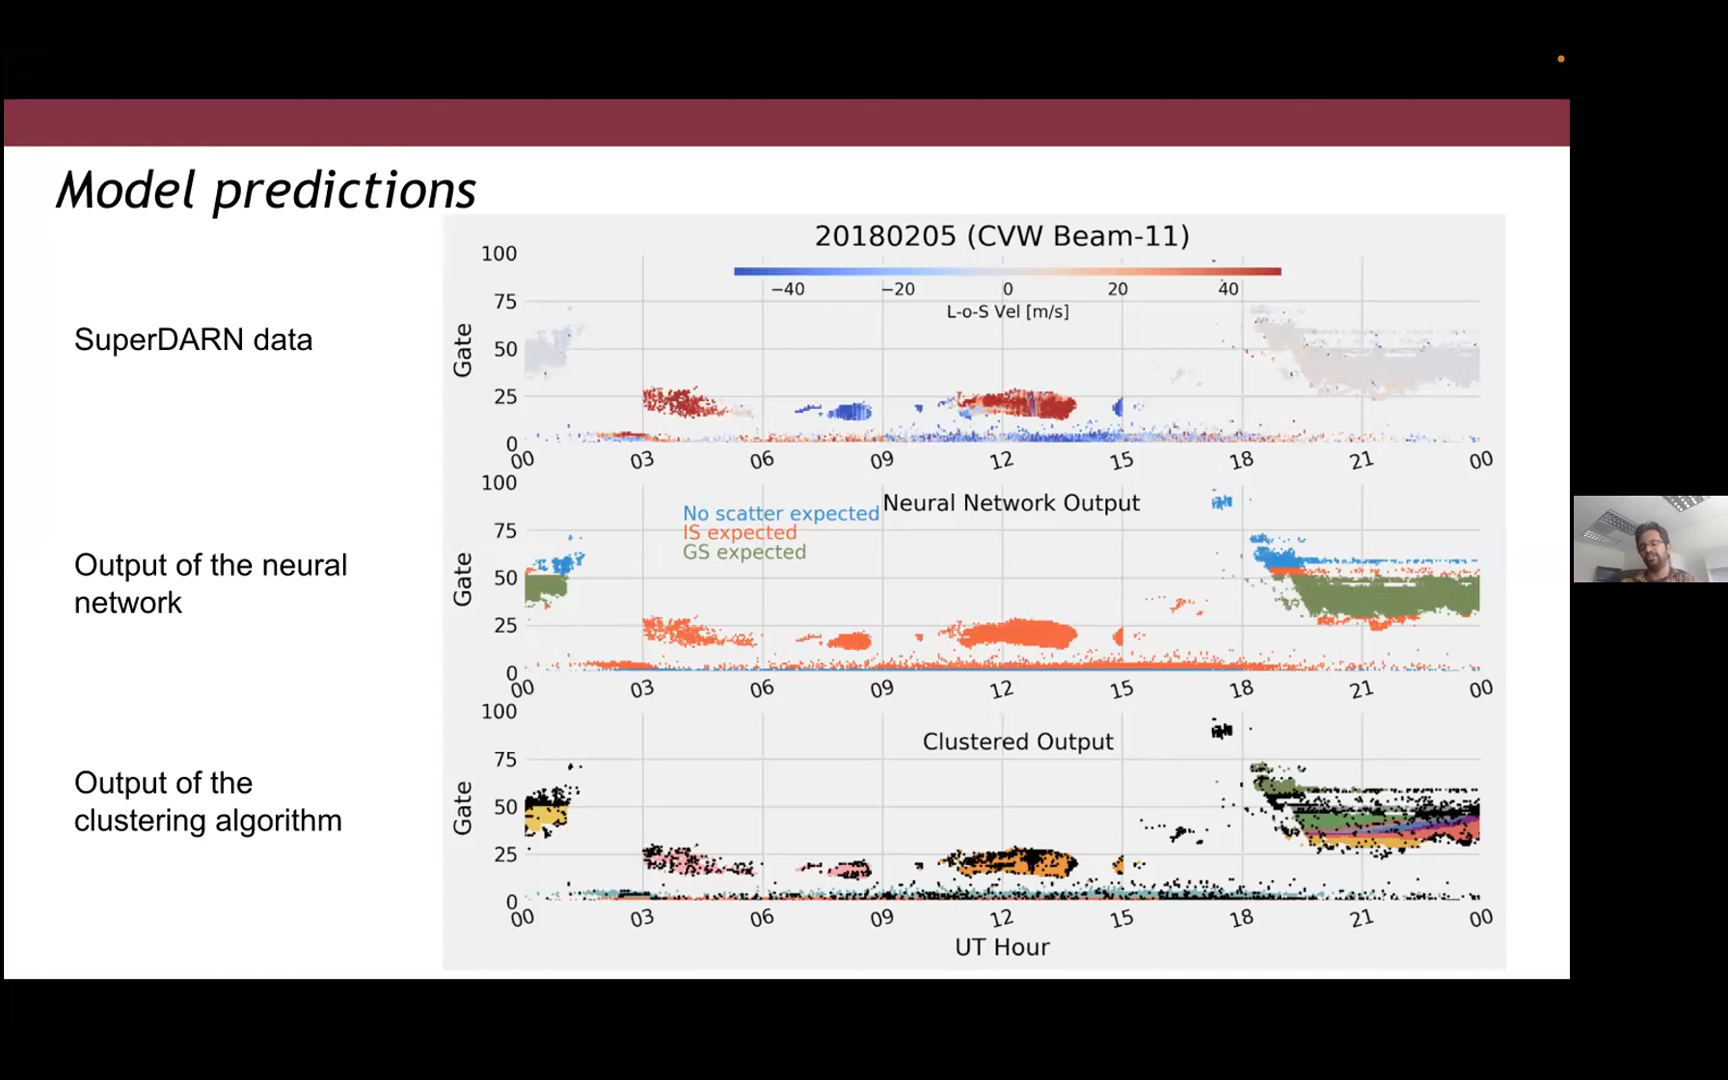 Model predictions
SuperDARN data
Output of the neural
network
Output of the
clustering algorithm
20180205 (CVW Beam-11)
−40 −20 0 20 40
L-o-S Vel [m/s]
Gate
100
75
50
25
0
00 03 06 09 12 15 18 21 00
Neural Network Output
No scatter expected
IS expected
GS expected
Gate
100
75
50
25
0
00 03 06 09 12 15 18 21 00
Clustered Output
Gate
100
75
50
25
0
00 03 06 09 12 15 18 21 00
UT Hour